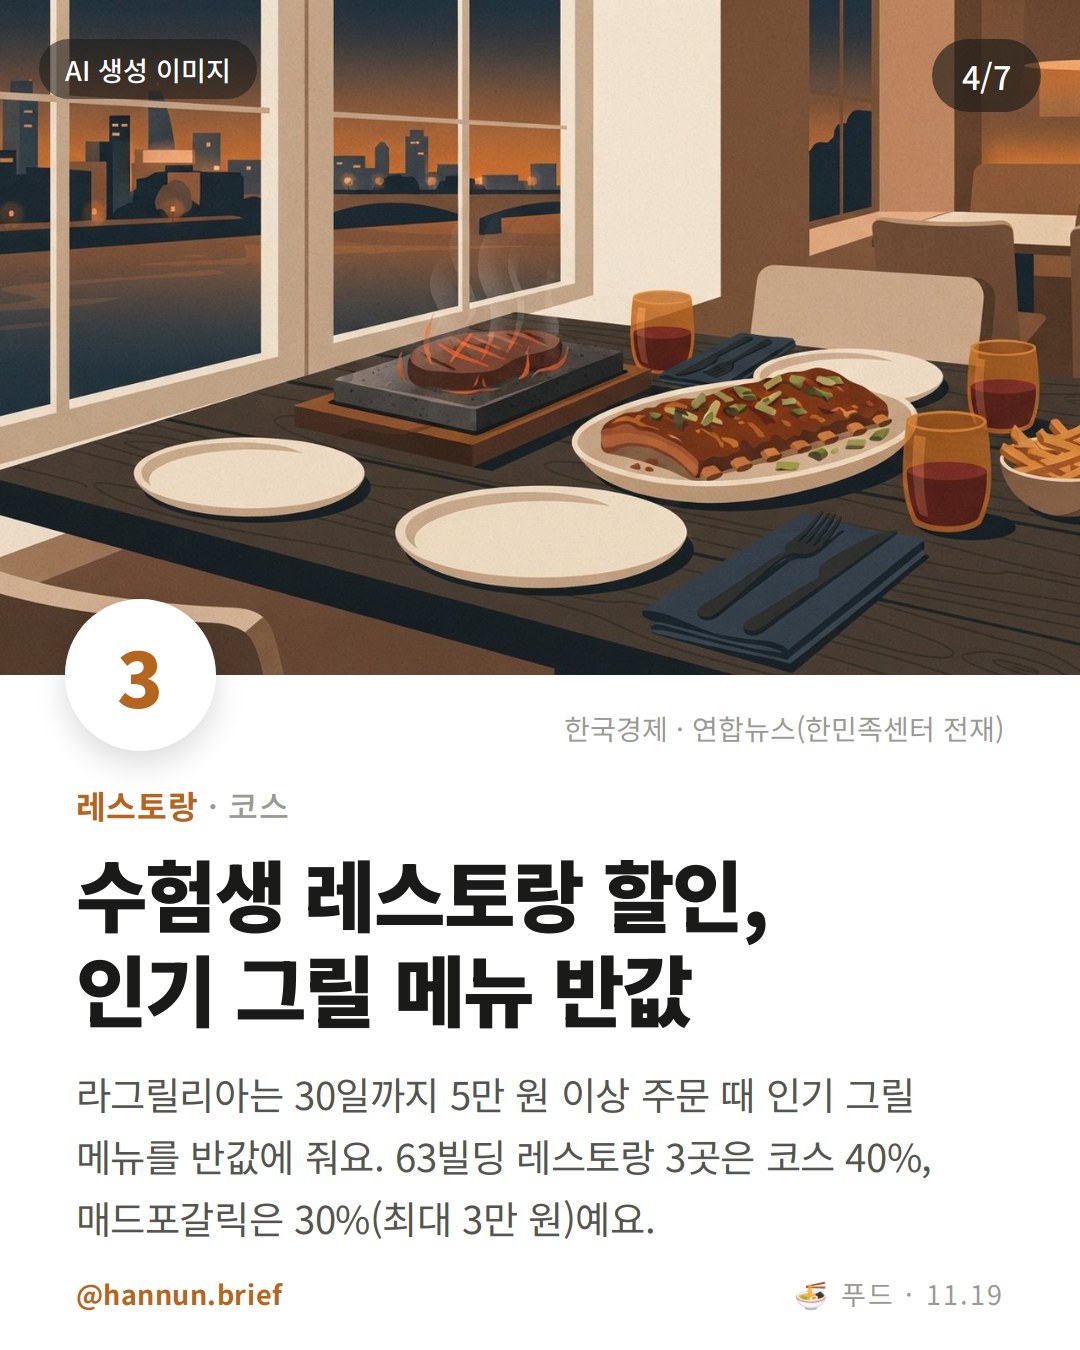 AI 생성 이미지
4/7
3
한국경제 · 연합뉴스(한민족센터 전재)
레스토랑 · 코스
수험생 레스토랑 할인,
인기 그릴 메뉴 반값
라그릴리아는 30일까지 5만 원 이상 주문 때 인기 그릴
메뉴를 반값에 줘요. 63빌딩 레스토랑 3곳은 코스 40%,
매드포갈릭은 30%(최대 3만 원)예요.
@hannun.brief
🍜 푸드 · 11.19